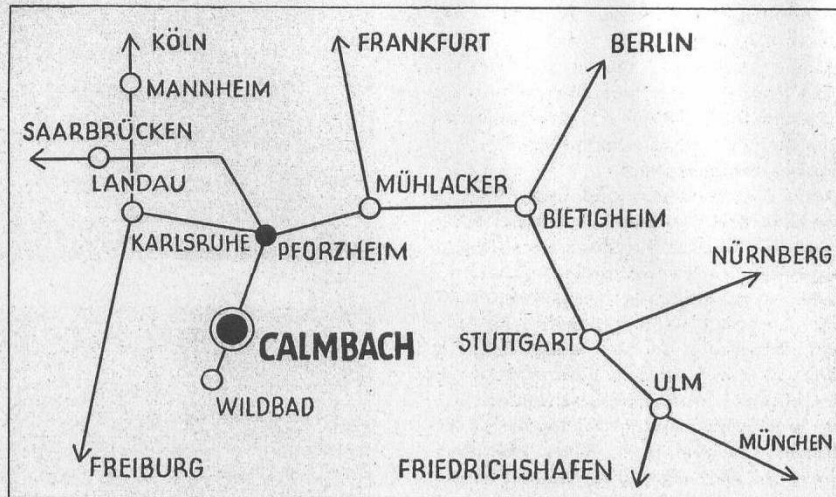 KÖLN
FRANKFURT
BERLIN
MANNHEIM
SAARBRÜCKEN
LANDAU
MÜHLACKER
BIETIGHEIM
KARLSRUHE
PFORZHEIM
NÜRNBERG
CALMBACH
STUTTGART
WILDBAD
ULM
MÜNCHEN
FREIBURG
FRIEDRICHSHAFEN